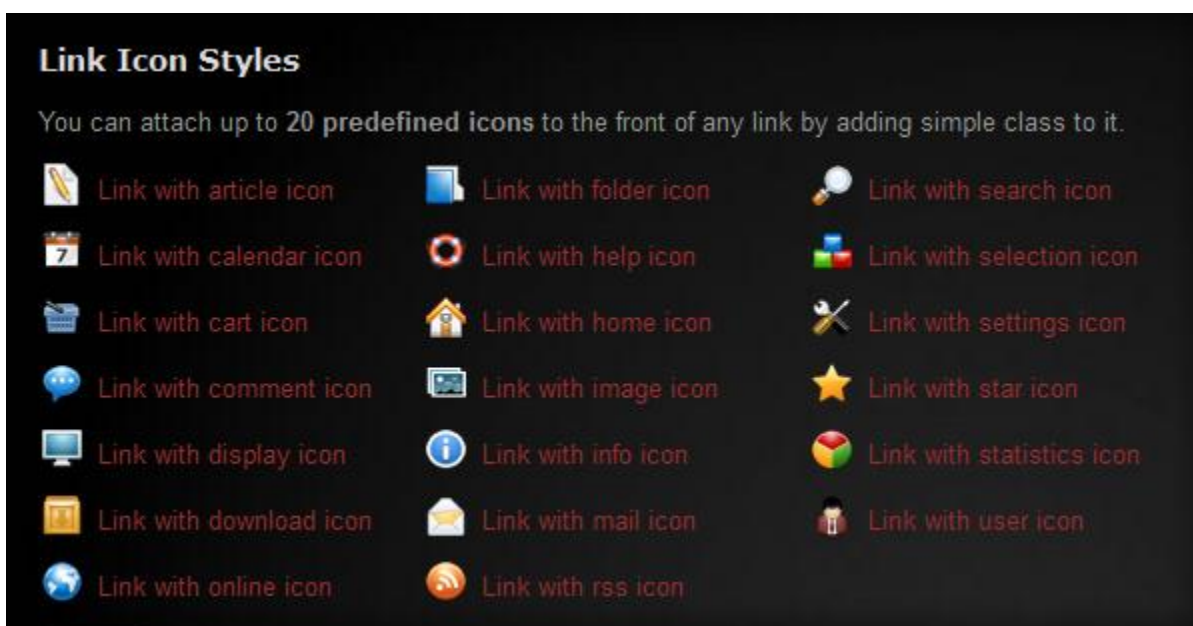 Link Icon Styles
You can attach up to 20 predefined icons to the front of any link by adding simple class to it.
Link with article icon Link with folder icon Link with search icon
7 Link with calendar icon Link with help icon Link with selection icon
Link with cart icon Link with home icon Link with settings icon
Link with comment icon Link with image icon Link with star icon
Link with display icon Link with info icon Link with statistics icon
Link with download icon Link with mail icon Link with user icon
Link with online icon Link with rss icon